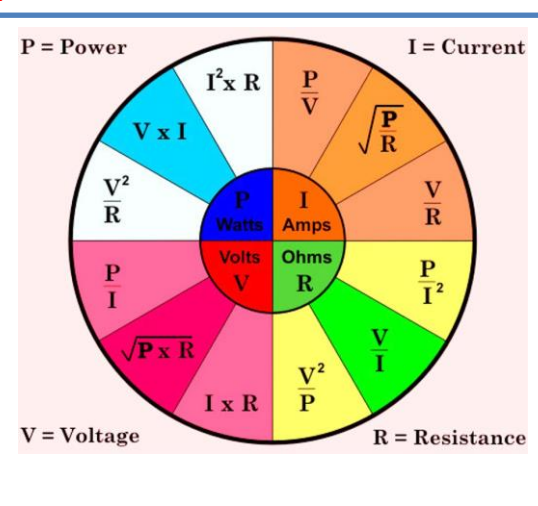 P = Power
I = Current
I²x R
P
V
V x I
√P
R
V²
R
V
R
P
Watts
I
Amps
Volts
V
Ohms
R
P
I
P
I²
√P x R
V
I
I x R
V²
P
V = Voltage
R = Resistance